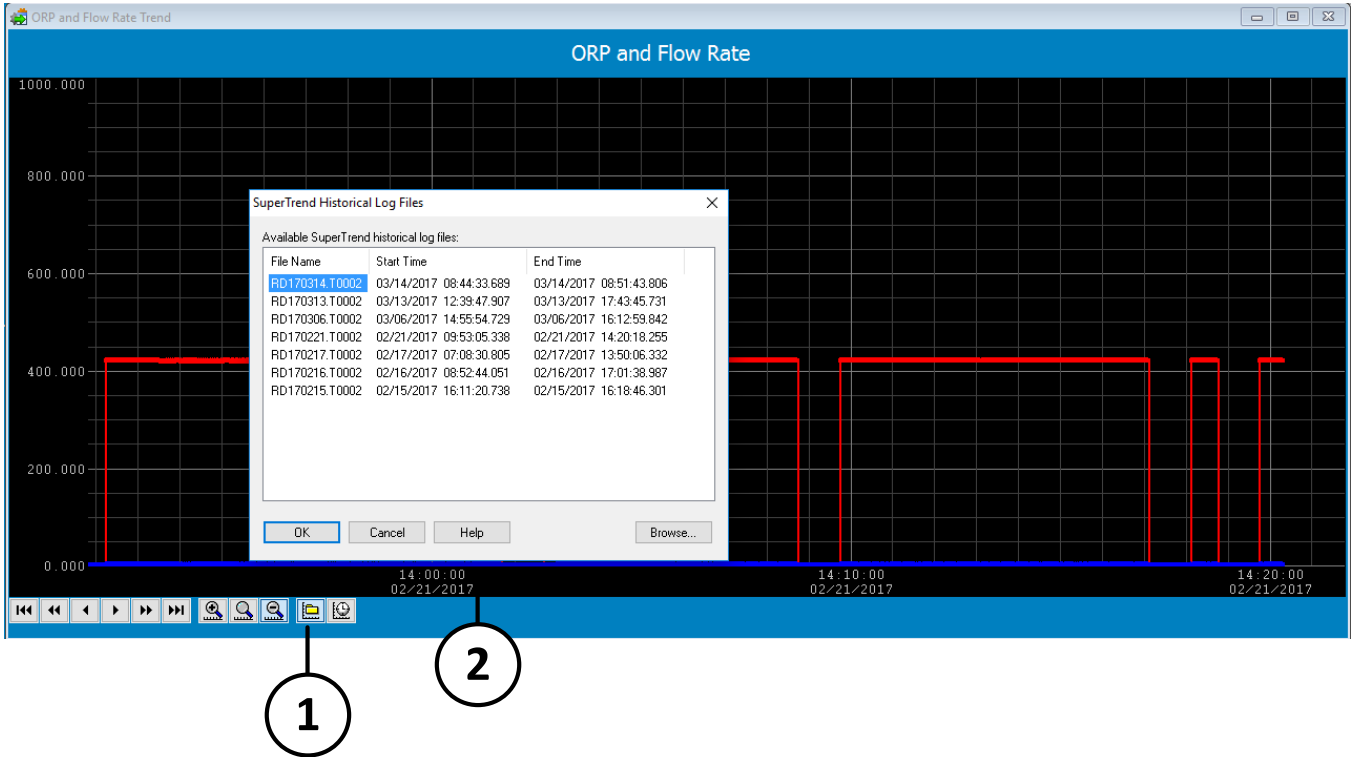 ORP and Flow Rate Trend
ORP and Flow Rate
1000.000
800.000
SuperTrend Historical Log Files
Available SuperTrend historical log files:
File Name Start Time End Time
600.000
RD170314.T0002 03/14/2017 08:44:33.689 03/14/2017 08:51:43.806
RD170313.T0002 03/13/2017 12:39:47.907 03/13/2017 17:43:45.731
RD170306.T0002 03/06/2017 14:55:54.729 03/06/2017 16:12:59.842
RD170221.T0002 02/21/2017 09:53:05.338 02/21/2017 14:20:18.255
RD170217.T0002 02/17/2017 07:08:30.805 02/17/2017 13:50:06.332
400.000
RD170216.T0002 02/16/2017 08:52:44.051 02/16/2017 17:01:38.987
RD170215.T0002 02/15/2017 16:11:20.738 02/15/2017 16:18:46.301
200.000
OK Cancel Help Browse...
0.000
14:00:00 14:10:00 14:20:00
02/21/2017 02/21/2017 02/21/2017
2
1